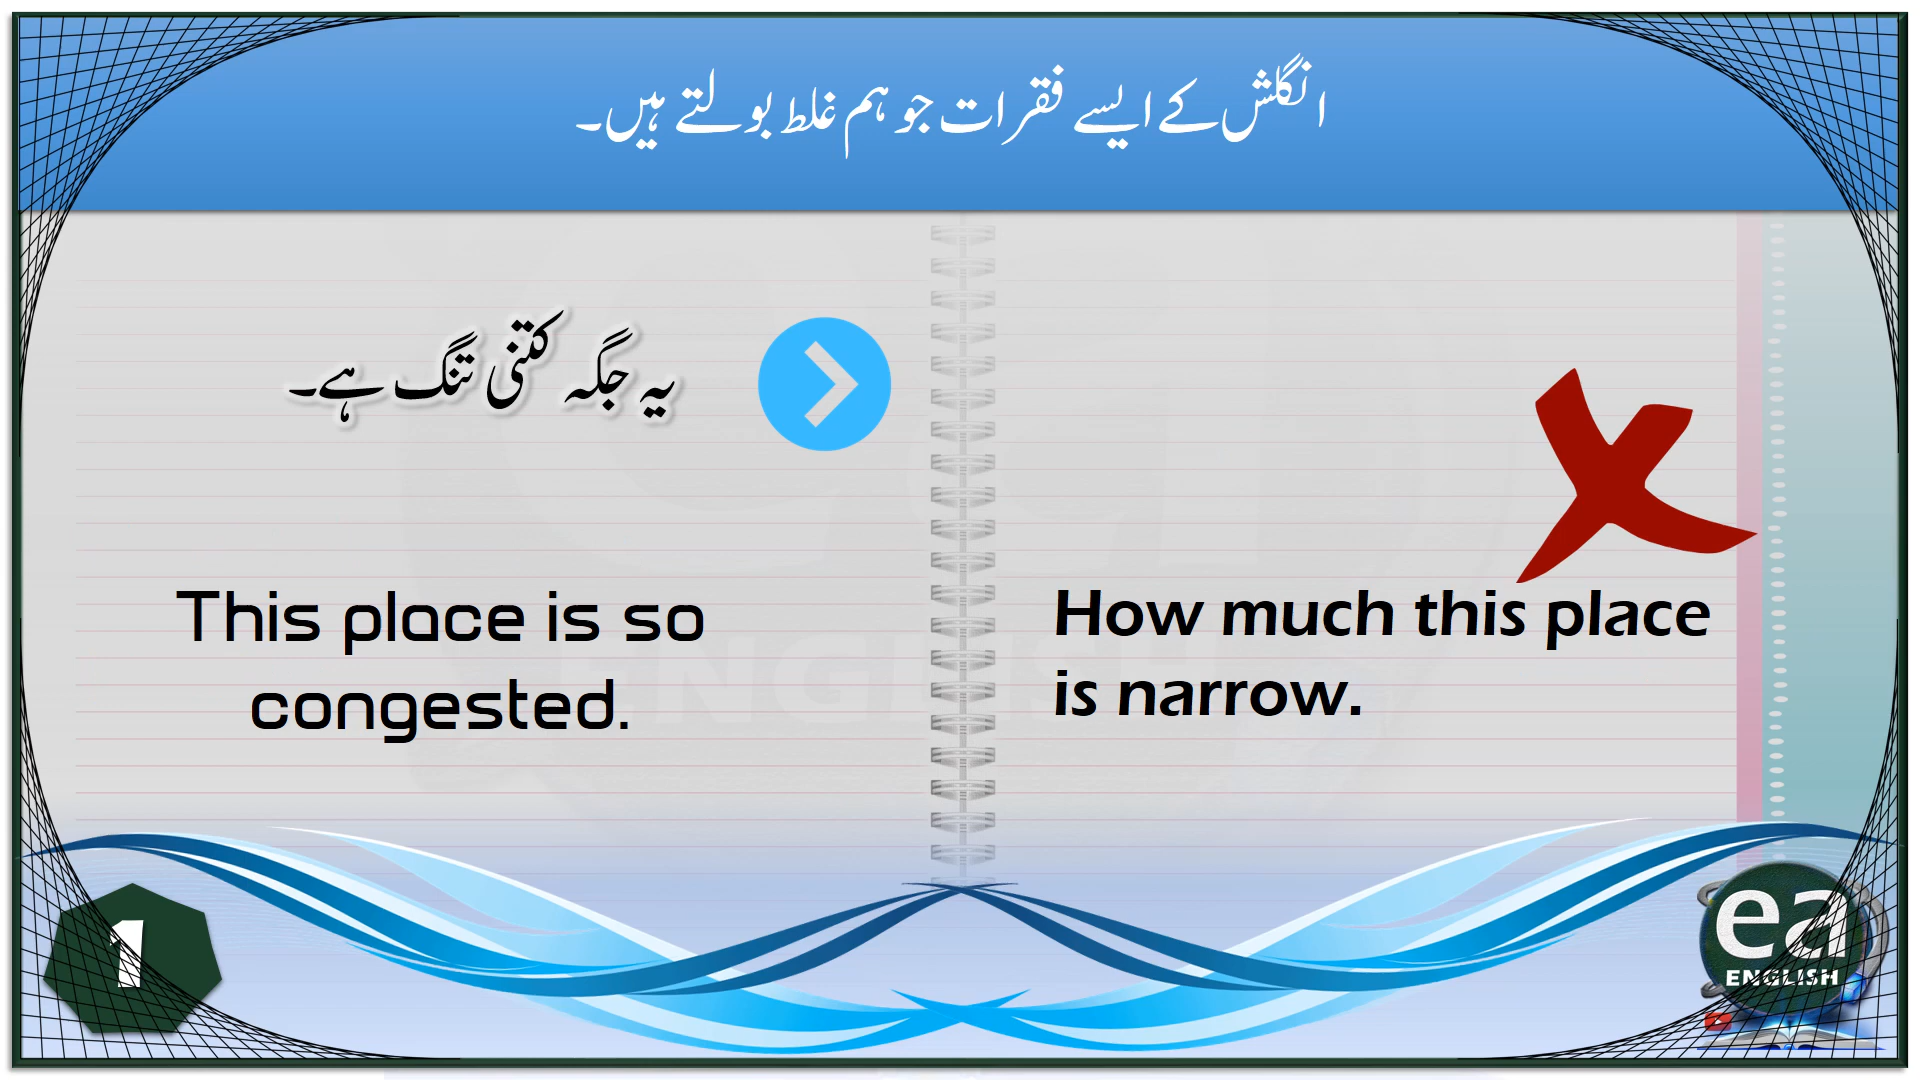 انگلش کے ایسے فقرات جو ہم غلط بولتے ہیں۔
یہ جگہ کتنی تنگ ہے۔
This place is so
congested.
How much this place
is narrow.
1
ea
ENGLISH